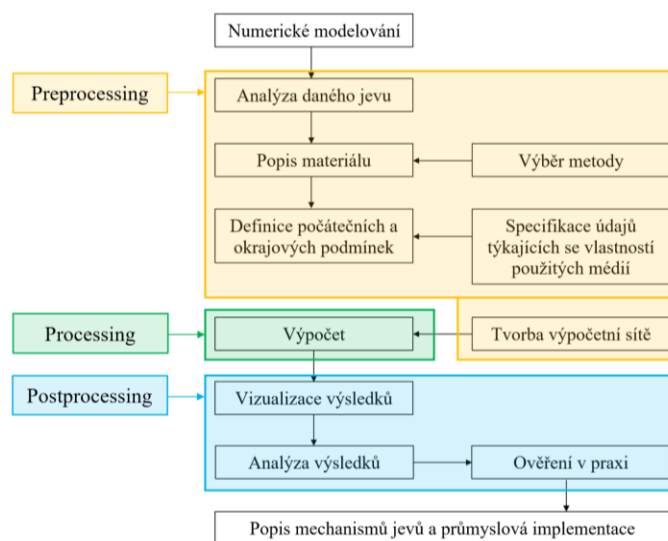 Numerické modelování
Preprocessing
Analýza daného jevu
Popis materiálu
Výběr metody
Definice počátečních a
okrajových podmínek
Specifikace údajů
týkajících se vlastností
použitých médií
Processing
Výpočet
Tvorba výpočetní sítě
Postprocessing
Vizualizace výsledků
Analýza výsledků
Ověření v praxi
Popis mechanismů jevů a průmyslová implementace